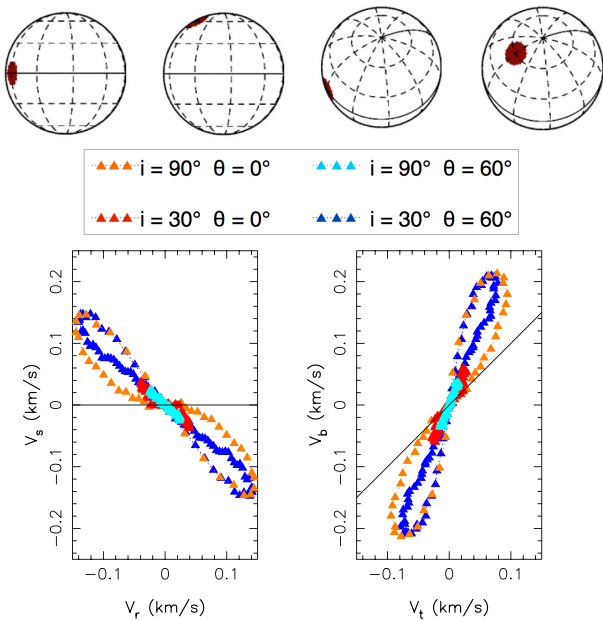 i = 90° θ = 0° i = 90° θ = 60°
i = 30° θ = 0° i = 30° θ = 60°
0.2 0.2
0.1 0.1
V_s (km/s) 0 V_b (km/s) 0
−0.1 −0.1
−0.2 −0.2
−0.1 0 0.1 −0.1 0 0.1
V_r (km/s) V_t (km/s)